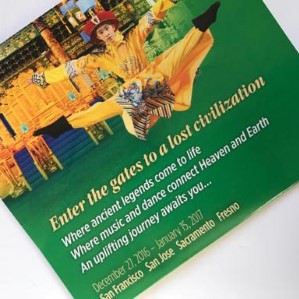 Enter the gates to a lost civilization
Where ancient legends come to life
Where music and dance connect Heaven and Earth
An uplifting journey awaits you...
December 27, 2016 – January 15, 2017
San Francisco San Jose Sacramento Fresno